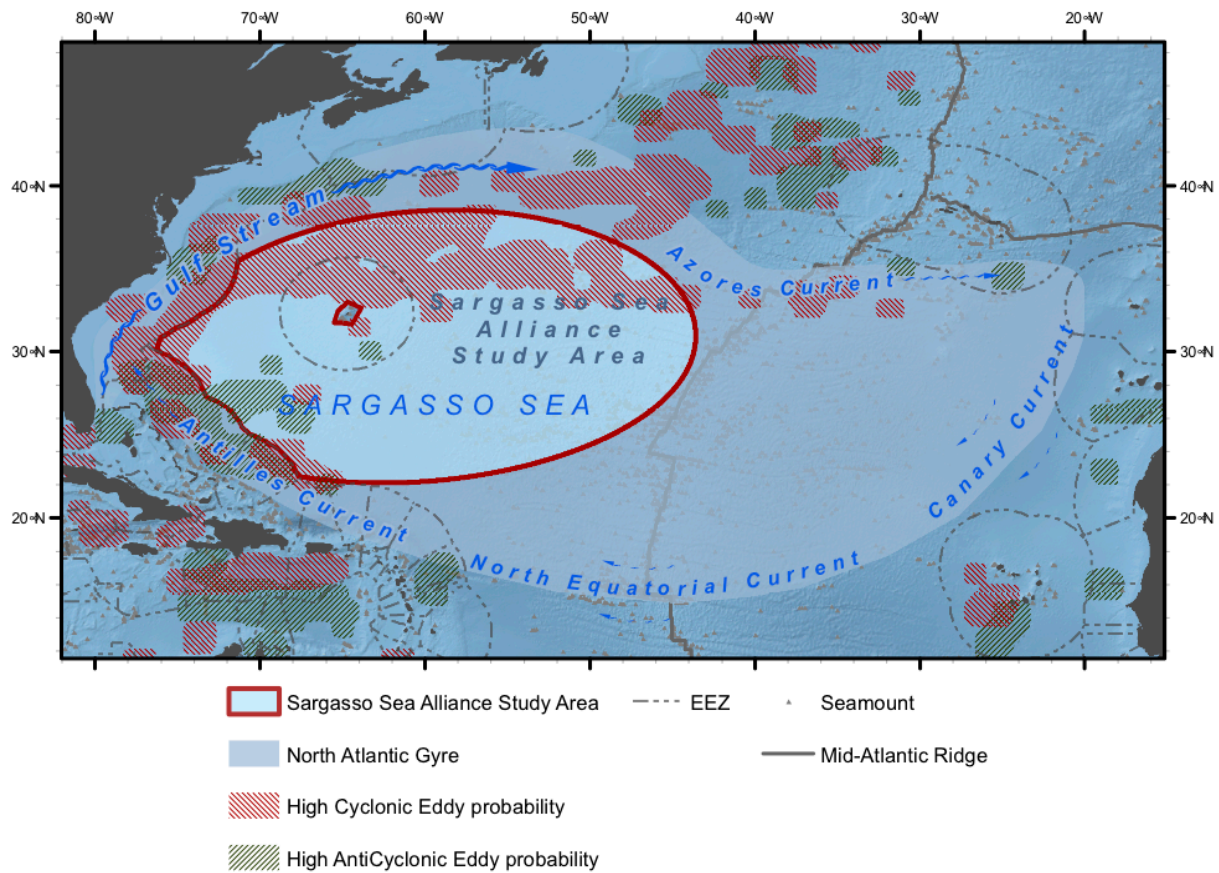 80°W 70°W 60°W 50°W 40°W 30°W 20°W
40°N 40°N
Gulf Stream
Azores Current
Sargasso Sea
Alliance
Study Area
30°N 30°N
SARGASSO SEA
Antilles Current
Canary Current
20°N 20°N
North Equatorial Current
Sargasso Sea Alliance Study Area
EEZ
Seamount
North Atlantic Gyre
Mid-Atlantic Ridge
High Cyclonic Eddy probability
High AntiCyclonic Eddy probability